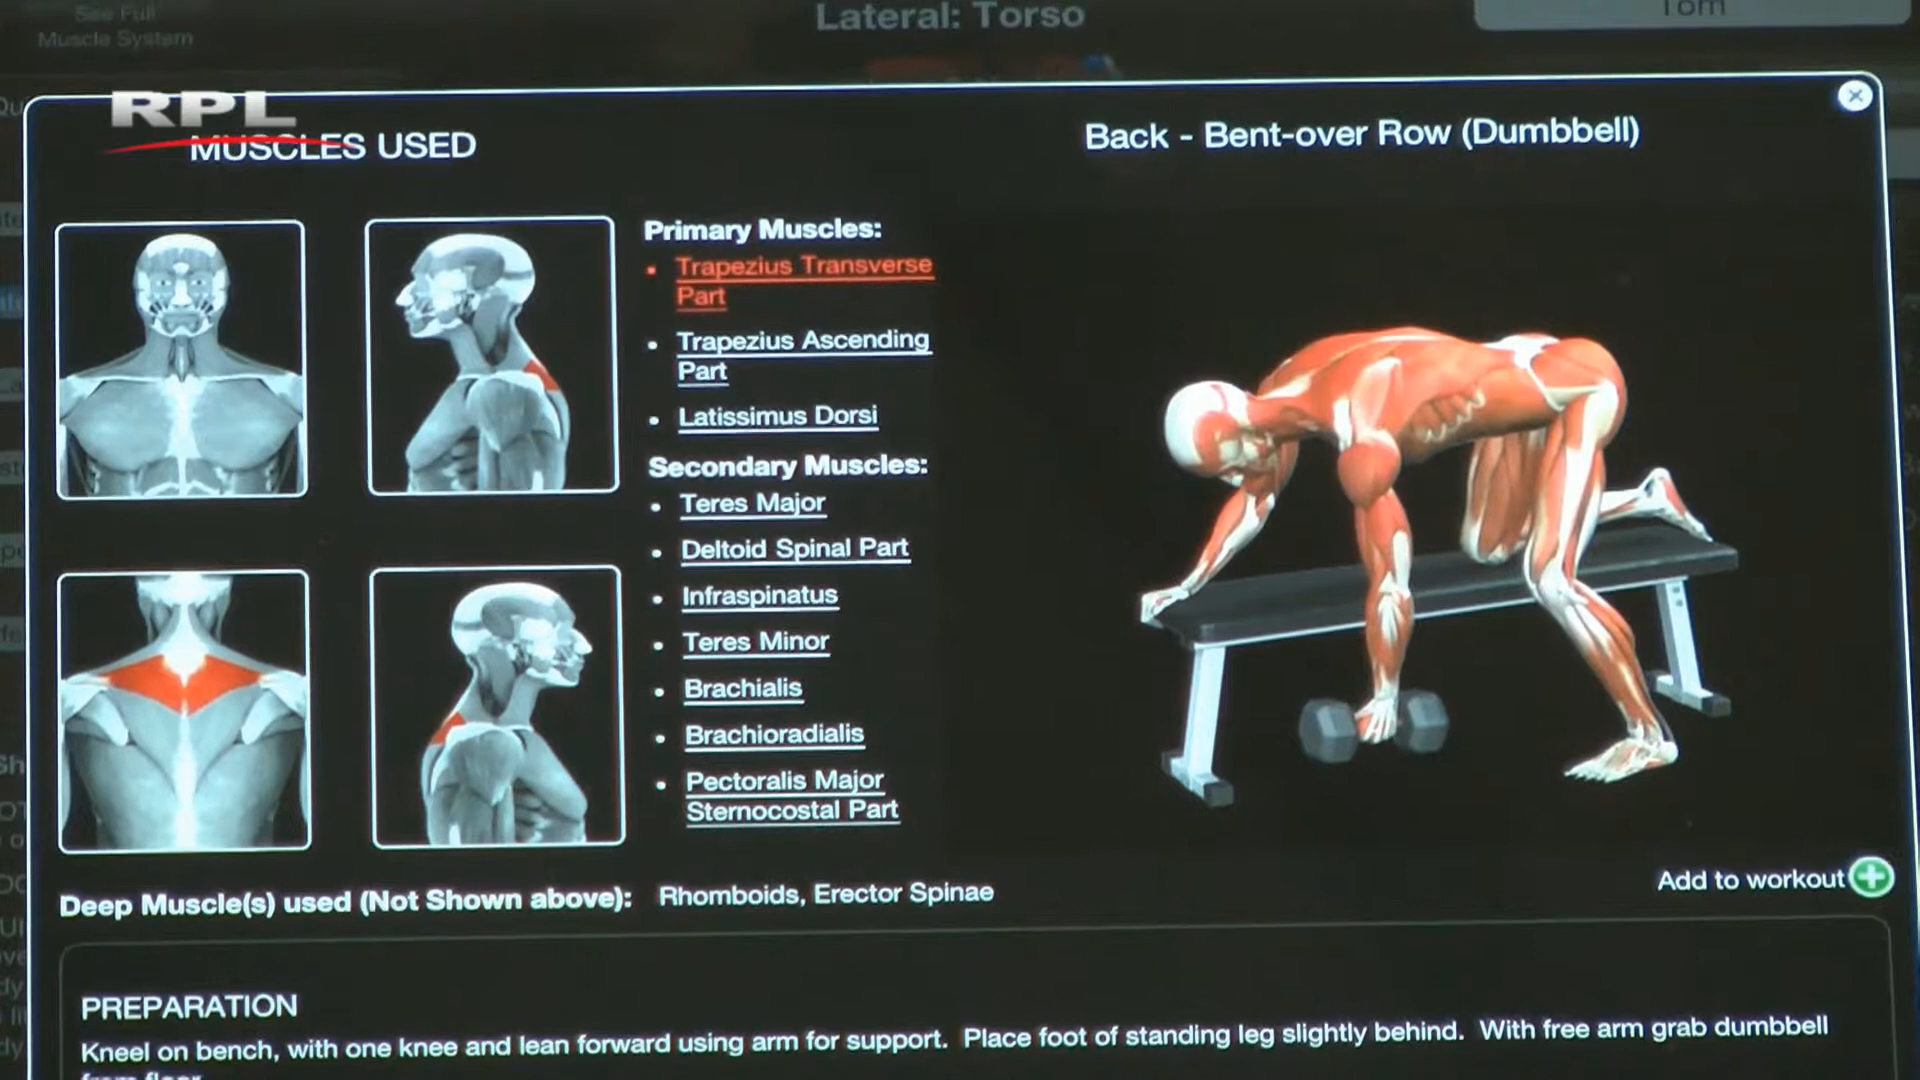 See Full
Muscle System
Lateral: Torso
Tom
RPL
MUSCLES USED
Back - Bent-over Row (Dumbbell)
Primary Muscles:
Trapezius Transverse
Part
Trapezius Ascending
Part
Latissimus Dorsi
Secondary Muscles:
Teres Major
Deltoid Spinal Part
Infraspinatus
Teres Minor
Brachialis
Brachioradialis
Pectoralis Major
Sternocostal Part
Deep Muscle(s) used (Not Shown above): Rhomboids, Erector Spinae
Add to workout
PREPARATION
Kneel on bench, with one knee and lean forward using arm for support. Place foot of standing leg slightly behind. With free arm grab dumbbell
from floor